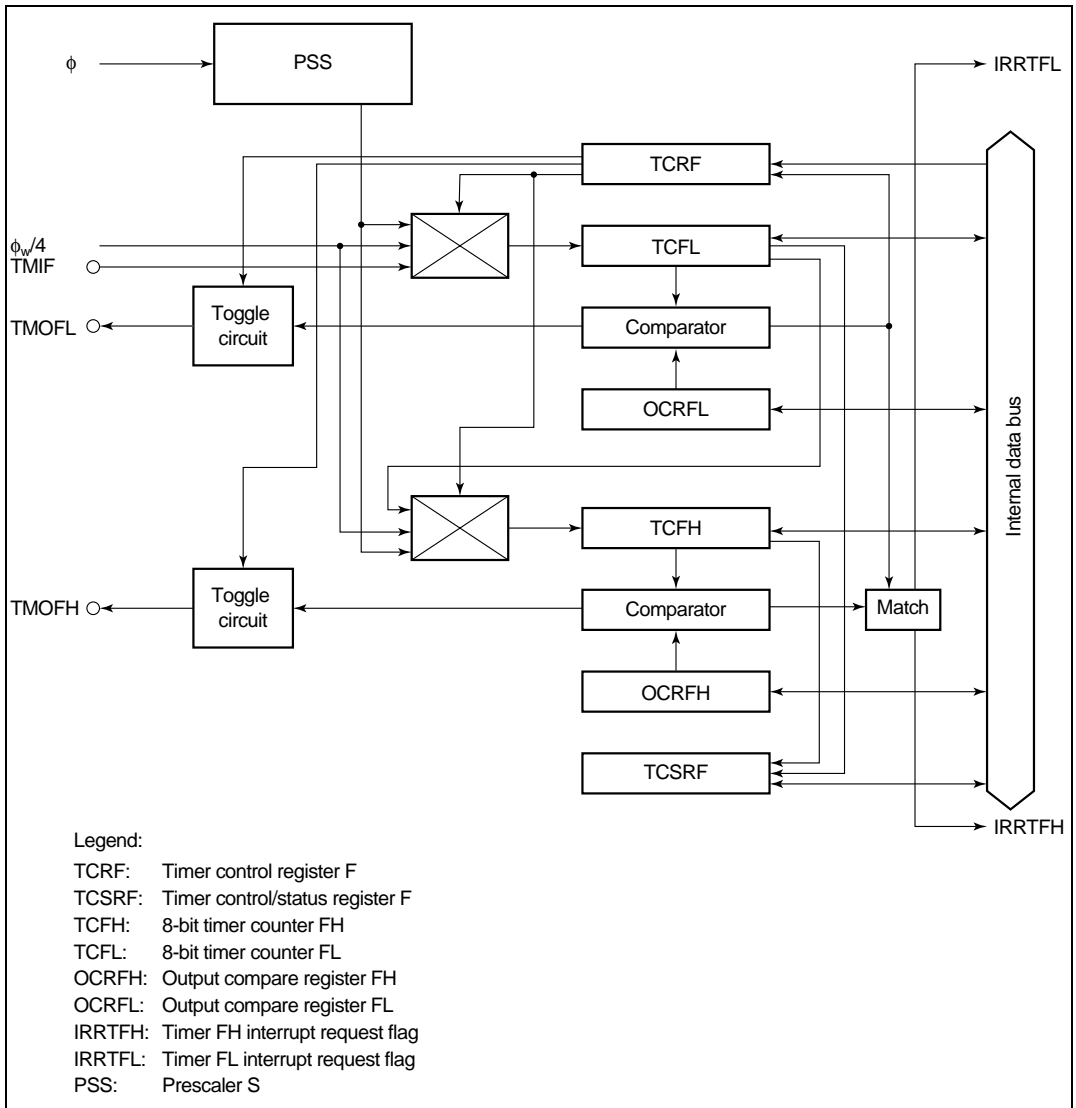 ϕ
PSS
IRRTFL
TCRF
ϕw/4
TMIF
TCFL
TMOFL
Toggle
circuit
Comparator
OCRFL
Internal data bus
TCFH
TMOFH
Toggle
circuit
Comparator
Match
OCRFH
TCSRF
IRRTFH
Legend:
TCRF: Timer control register F
TCSRF: Timer control/status register F
TCFH: 8-bit timer counter FH
TCFL: 8-bit timer counter FL
OCRFH: Output compare register FH
OCRFL: Output compare register FL
IRRTFH: Timer FH interrupt request flag
IRRTFL: Timer FL interrupt request flag
PSS: Prescaler S